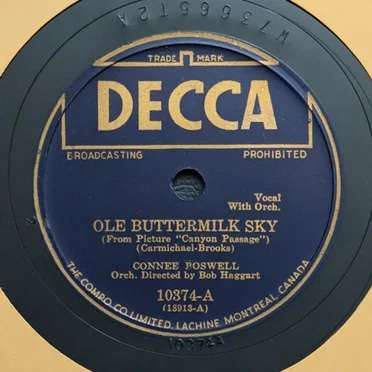 W73665T2A
TRADE MARK
DECCA
BROADCASTING PROHIBITED
Vocal
With Orch.
OLE BUTTERMILK SKY
(From Picture "Canyon Passage")
(Carmichael-Brooks)
CONNEE BOSWELL
Orch. Directed by Bob Haggart
10374-A
(18913-A)
THE COMPO CO. LIMITED, LACHINE MONTREAL CANADA
10374A